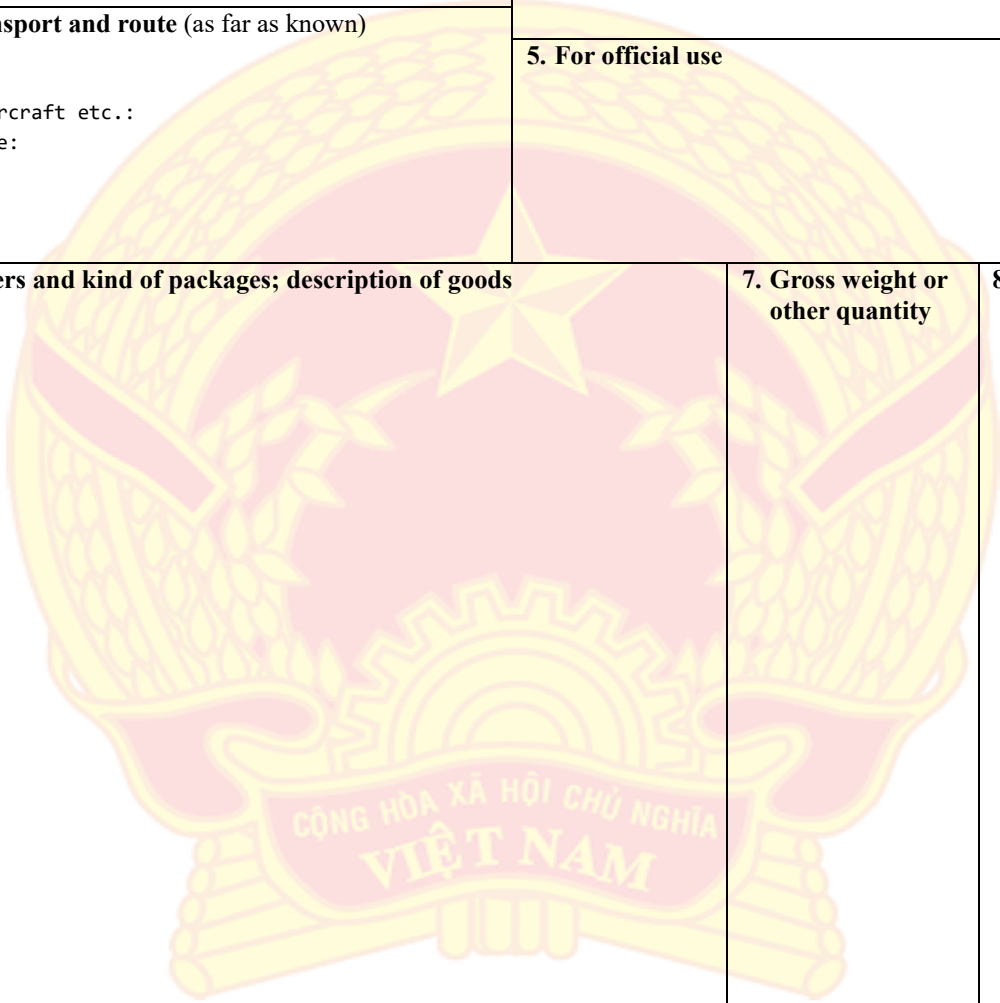 nsport and route (as far as known)
5. For official use
rcraft etc.:
e:
ers and kind of packages; description of goods
7. Gross weight or
other quantity
8
CỘNG HÒA XÃ HỘI CHỦ NGHĨA
VIỆT NAM